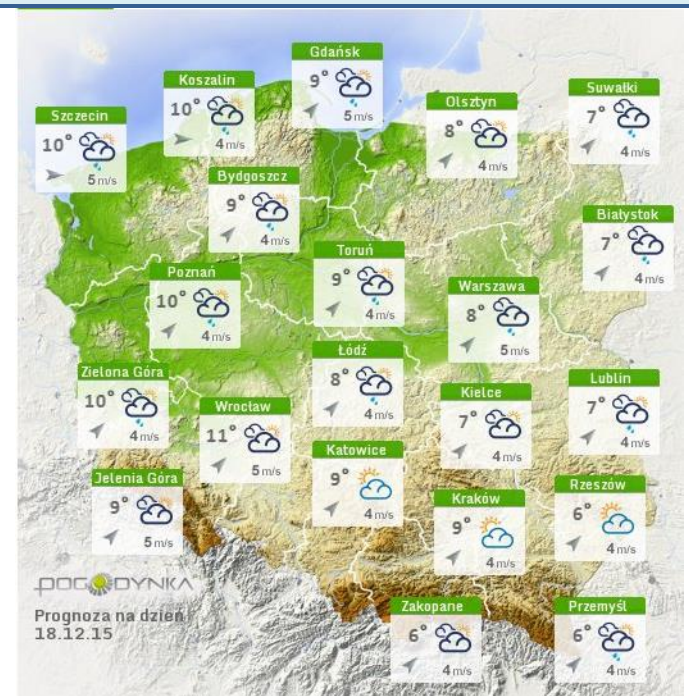 Gdańsk
9°
5 m/s
Koszalin
10°
4 m/s
Suwałki
7°
4 m/s
Olsztyn
8°
4 m/s
Szczecin
10°
5 m/s
Bydgoszcz
9°
4 m/s
Białystok
7°
4 m/s
Toruń
9°
4 m/s
Poznań
10°
4 m/s
Warszawa
8°
5 m/s
Łódź
8°
4 m/s
Zielona Góra
10°
4 m/s
Lublin
7°
4 m/s
Kielce
7°
4 m/s
Wrocław
11°
5 m/s
Katowice
9°
4 m/s
Jelenia Góra
9°
5 m/s
Rzeszów
6°
4 m/s
Kraków
9°
4 m/s
POGODYNKA
Prognoza na dzień
18.12.15
Zakopane
6°
4 m/s
Przemyśl
6°
4 m/s